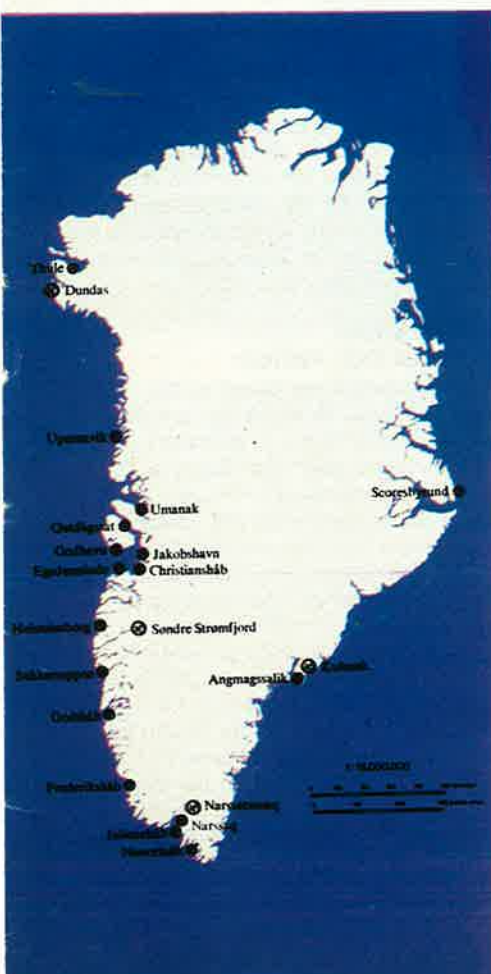 Thule
Dundas
Upernavik
Umanak
Qutdligssat
Godhavn
Jakobshavn
Egedesminde
Christianshåb
Scoresbysund
Holsteinsborg
Søndre Strømfjord
Sukkertoppen
Kulusuk
Angmagssalik
Godthåb
Frederikshåb
Narssarssuaq
Narssaq
Julianehåb
Nanortalik